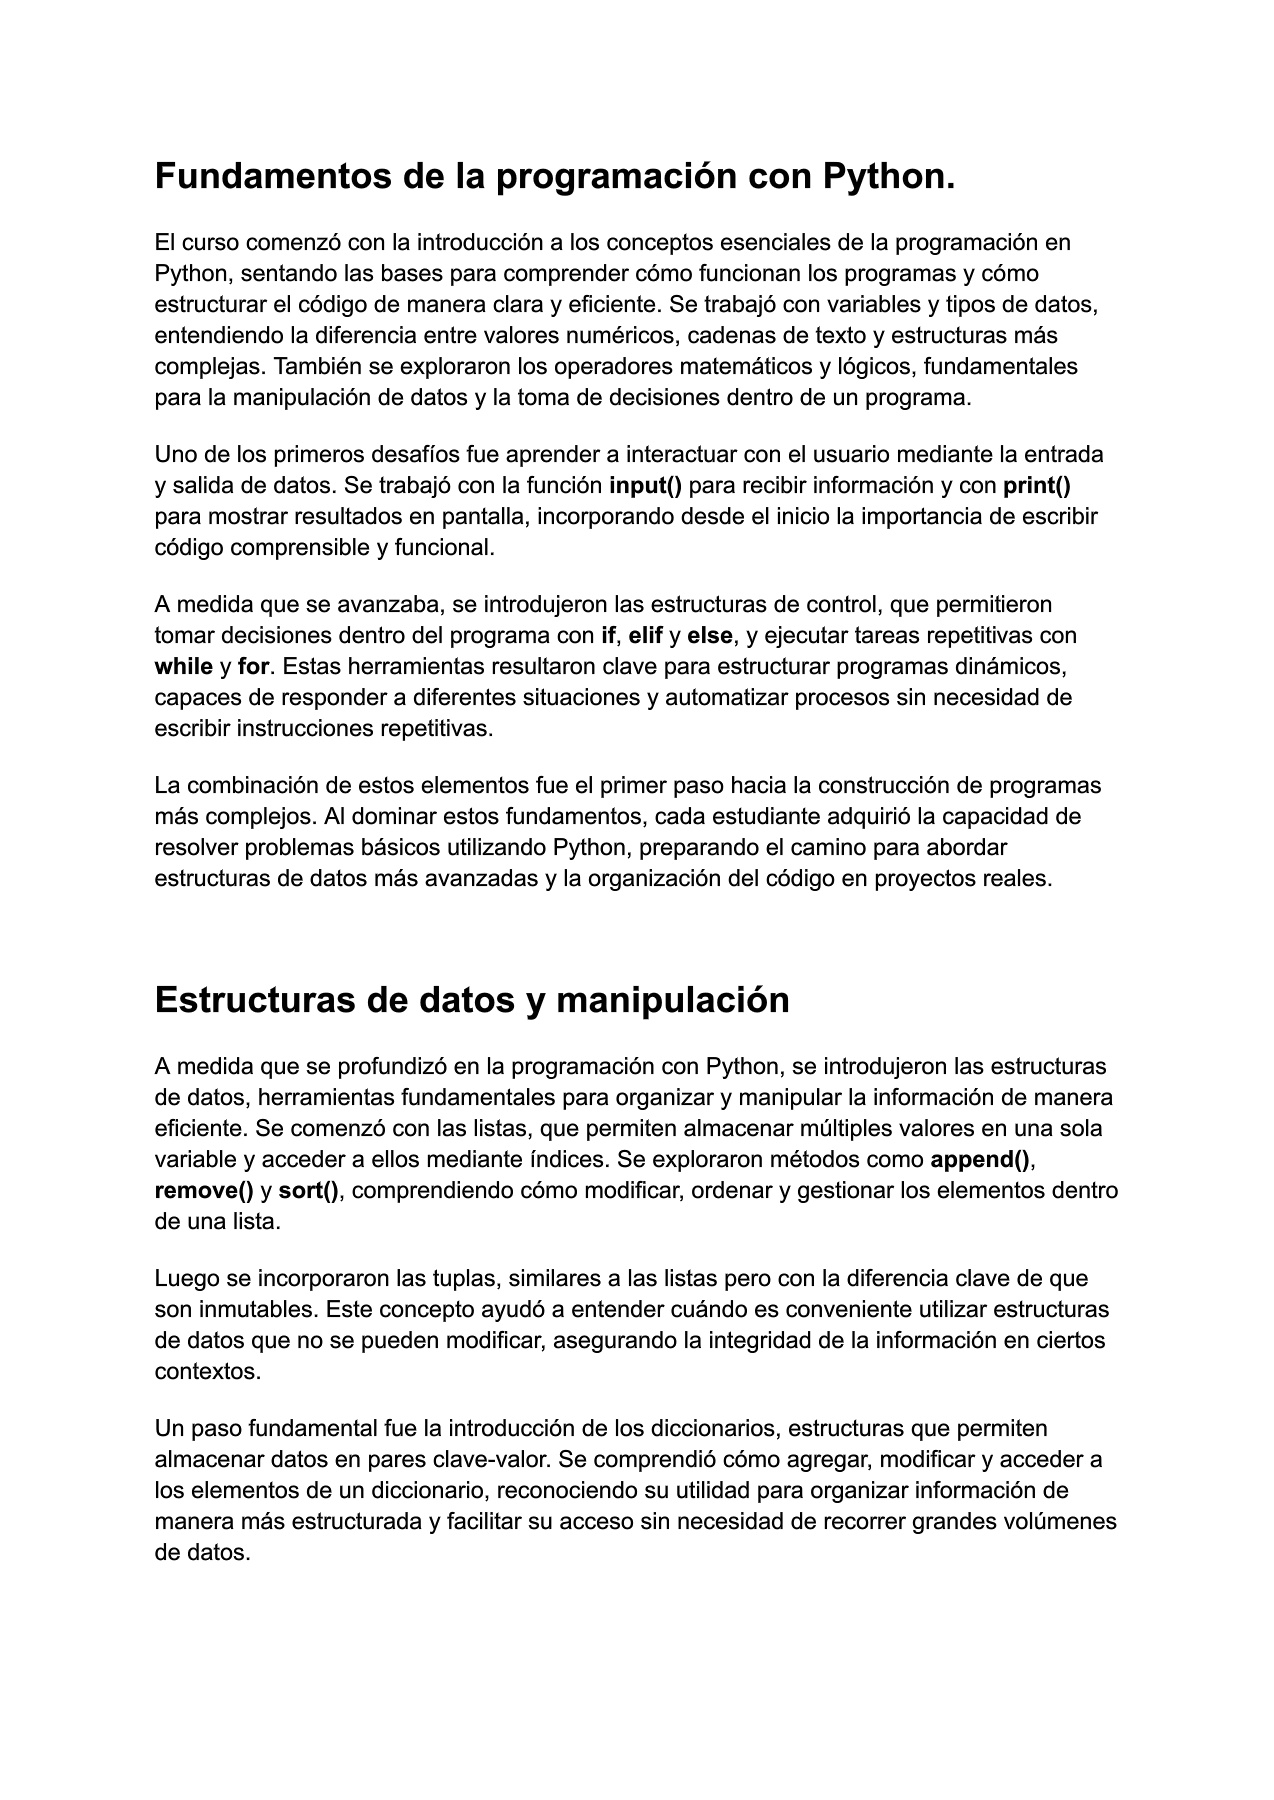 Fundamentos de la programación con Python.
El curso comenzó con la introducción a los conceptos esenciales de la programación en
Python, sentando las bases para comprender cómo funcionan los programas y cómo
estructurar el código de manera clara y eficiente. Se trabajó con variables y tipos de datos,
entendiendo la diferencia entre valores numéricos, cadenas de texto y estructuras más
complejas. También se exploraron los operadores matemáticos y lógicos, fundamentales
para la manipulación de datos y la toma de decisiones dentro de un programa.
Uno de los primeros desafíos fue aprender a interactuar con el usuario mediante la entrada
y salida de datos. Se trabajó con la función input() para recibir información y con print()
para mostrar resultados en pantalla, incorporando desde el inicio la importancia de escribir
código comprensible y funcional.
A medida que se avanzaba, se introdujeron las estructuras de control, que permitieron
tomar decisiones dentro del programa con if, elif y else, y ejecutar tareas repetitivas con
while y for. Estas herramientas resultaron clave para estructurar programas dinámicos,
capaces de responder a diferentes situaciones y automatizar procesos sin necesidad de
escribir instrucciones repetitivas.
La combinación de estos elementos fue el primer paso hacia la construcción de programas
más complejos. Al dominar estos fundamentos, cada estudiante adquirió la capacidad de
resolver problemas básicos utilizando Python, preparando el camino para abordar
estructuras de datos más avanzadas y la organización del código en proyectos reales.
Estructuras de datos y manipulación
A medida que se profundizó en la programación con Python, se introdujeron las estructuras
de datos, herramientas fundamentales para organizar y manipular la información de manera
eficiente. Se comenzó con las listas, que permiten almacenar múltiples valores en una sola
variable y acceder a ellos mediante índices. Se exploraron métodos como append(),
remove() y sort(), comprendiendo cómo modificar, ordenar y gestionar los elementos dentro
de una lista.
Luego se incorporaron las tuplas, similares a las listas pero con la diferencia clave de que
son inmutables. Este concepto ayudó a entender cuándo es conveniente utilizar estructuras
de datos que no se pueden modificar, asegurando la integridad de la información en ciertos
contextos.
Un paso fundamental fue la introducción de los diccionarios, estructuras que permiten
almacenar datos en pares clave-valor. Se comprendió cómo agregar, modificar y acceder a
los elementos de un diccionario, reconociendo su utilidad para organizar información de
manera más estructurada y facilitar su acceso sin necesidad de recorrer grandes volúmenes
de datos.